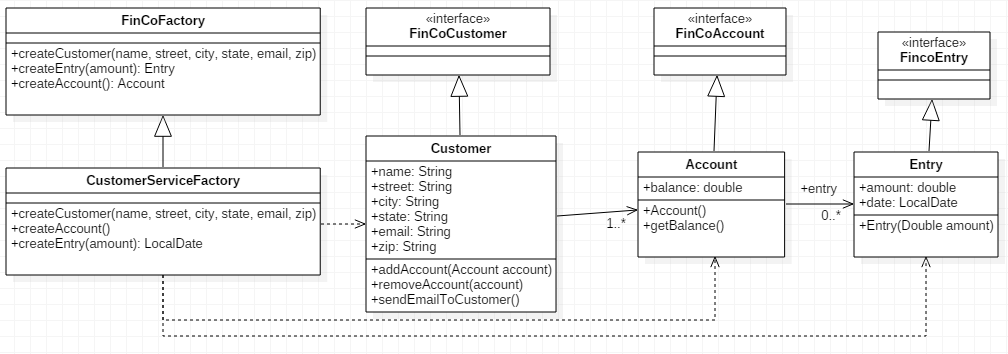 FinCoFactory
+createCustomer(name, street, city, state, email, zip)
+createEntry(amount): Entry
+createAccount(): Account
«interface»
FinCoCustomer
«interface»
FinCoAccount
«interface»
FincoEntry
CustomerServiceFactory
+createCustomer(name, street, city, state, email, zip)
+createAccount()
+createEntry(amount): LocalDate
Customer
+name: String
+street: String
+city: String
+state: String
+email: String
+zip: String
+addAccount(Account account)
+removeAccount(account)
+sendEmailToCustomer()
1..*
Account
+balance: double
+Account()
+getBalance()
+entry
0..*
Entry
+amount: double
+date: LocalDate
+Entry(Double amount)